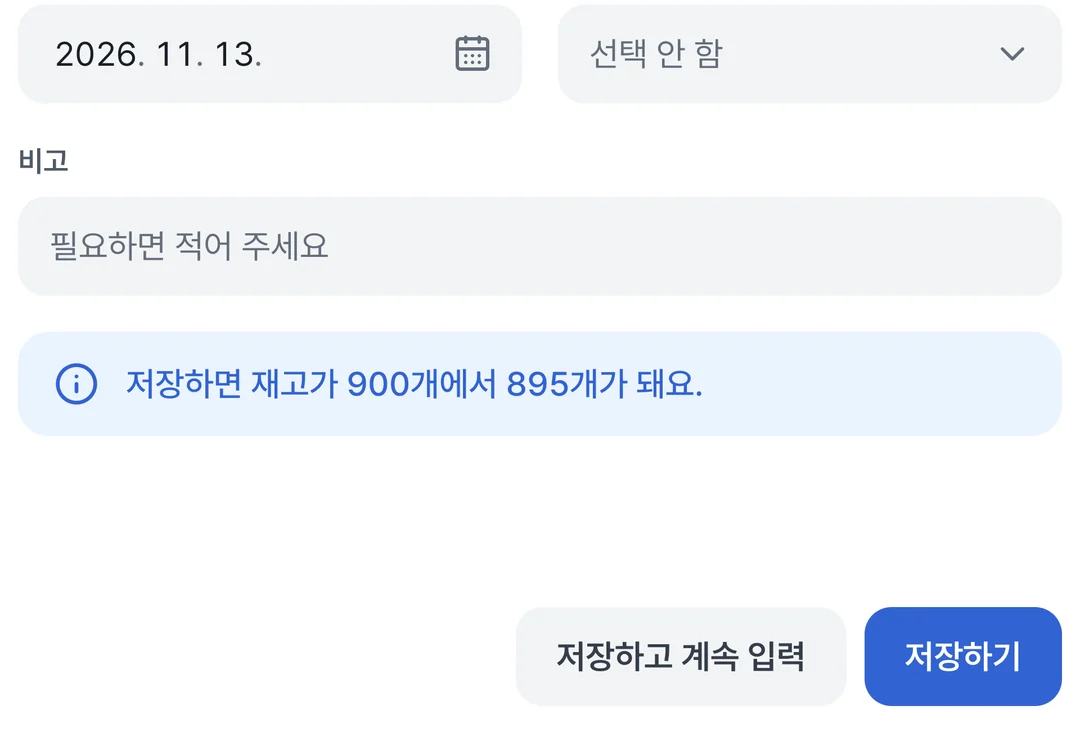 2026. 11. 13.
선택 안 함
비고
필요하면 적어 주세요
저장하면 재고가 900개에서 895개가 돼요.
저장하고 계속 입력
저장하기